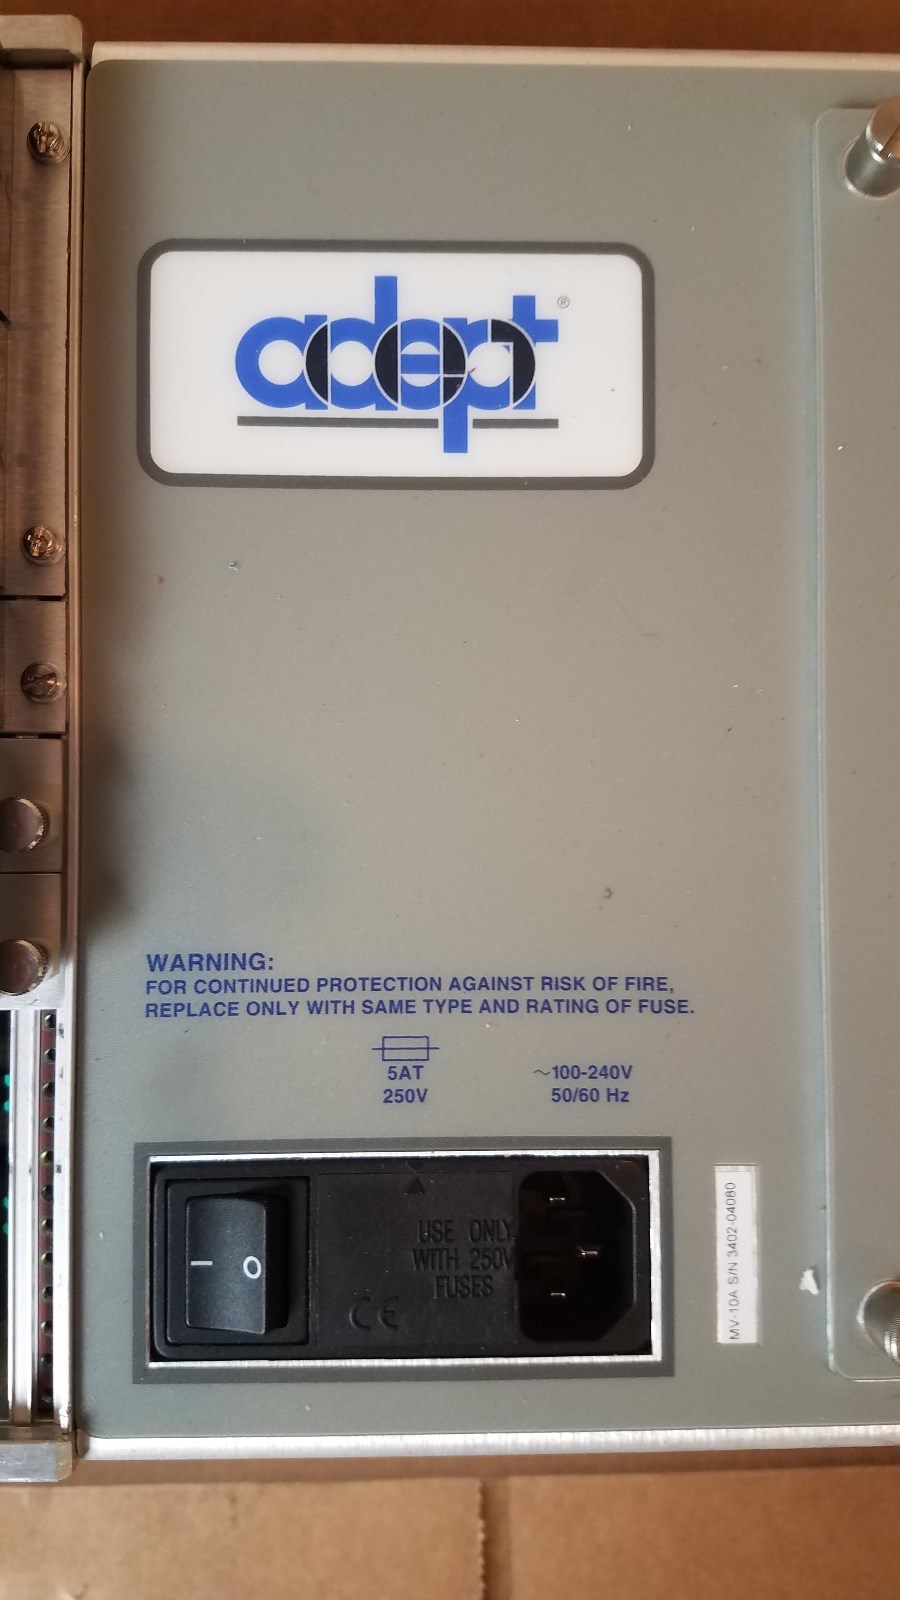 adept®
WARNING:
FOR CONTINUED PROTECTION AGAINST RISK OF FIRE,
REPLACE ONLY WITH SAME TYPE AND RATING OF FUSE.
5AT
250V
~100-240V
50/60 Hz
I O
USE ONLY
WITH 250V
FUSES
CE
MV-10A S/N 3402-04080